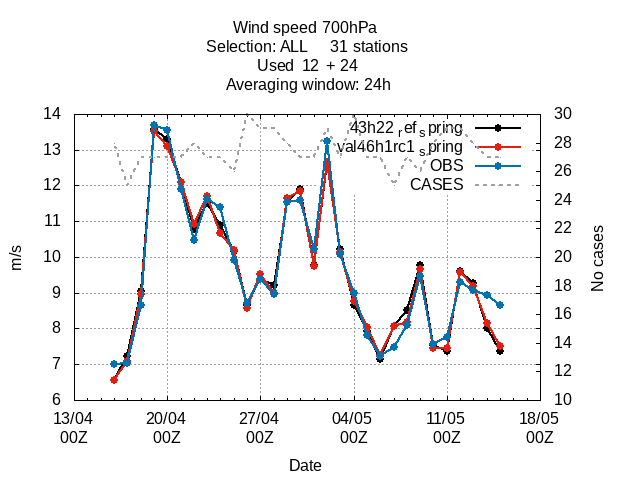 Wind speed 700hPa
Selection: ALL 31 stations
Used 12 + 24
Averaging window: 24h
43h22_ref_spring
val46h1rc1_spring
OBS
CASES
14
13
12
11
10
9
8
7
6
30
28
26
24
22
20
18
16
14
12
10
m/s
No cases
13/04 20/04 27/04 04/05 11/05 18/05
00Z 00Z 00Z 00Z 00Z 00Z
Date